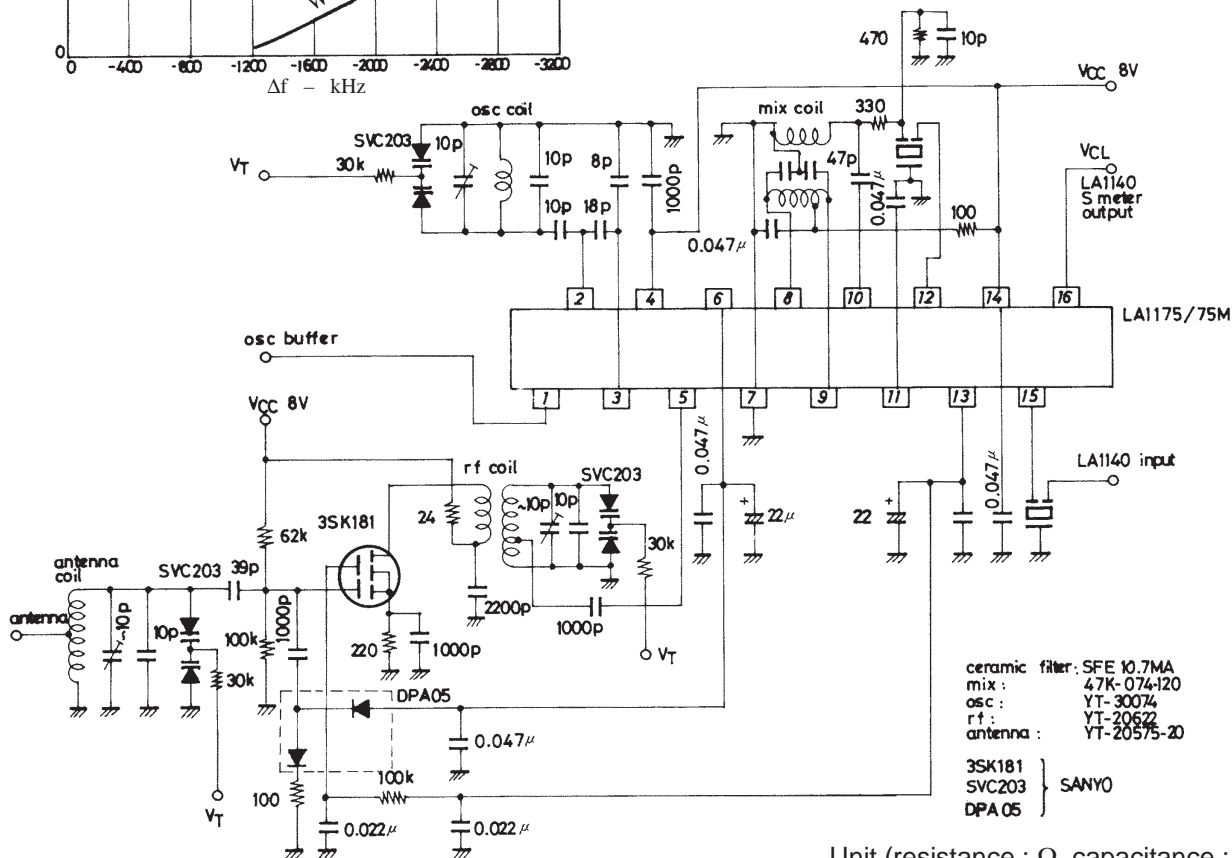 0
0 -400 -800 -1200 -1600 -2000 -2400 -2800 -3200
Δf – kHz
470
10p
VCC 8V
osc coil
mix coil
330
SVC203
10p
VT
30k
10p
8p
1000p
10p
18p
47p
0.047μ
0.047μ
100
VCL
LA1140
S meter
output
2
4
6
8
10
12
14
16
LA1175/75M
osc buffer
1
3
5
7
9
11
13
15
VCC 8V
rf coil
SVC203
0.047μ
0.047μ
LA1140 input
3SK181
24
~10p
10p
+
22μ
22
+
62k
30k
antenna
coil
SVC203
39p
antenna
~10p
10p
100k
1000p
2200p
1000p
220
1000p
VT
30k
DPA05
0.047μ
100k
100
VT
0.022μ
0.022μ
ceramic filter: SFE 10.7MA
mix : 47K-074-120
osc : YT-30074
rf : YT-20622
antenna : YT-20575-20
3SK181
SVC203 } SANYO
DPA05
Unit (resistance : Ω, capacitance :